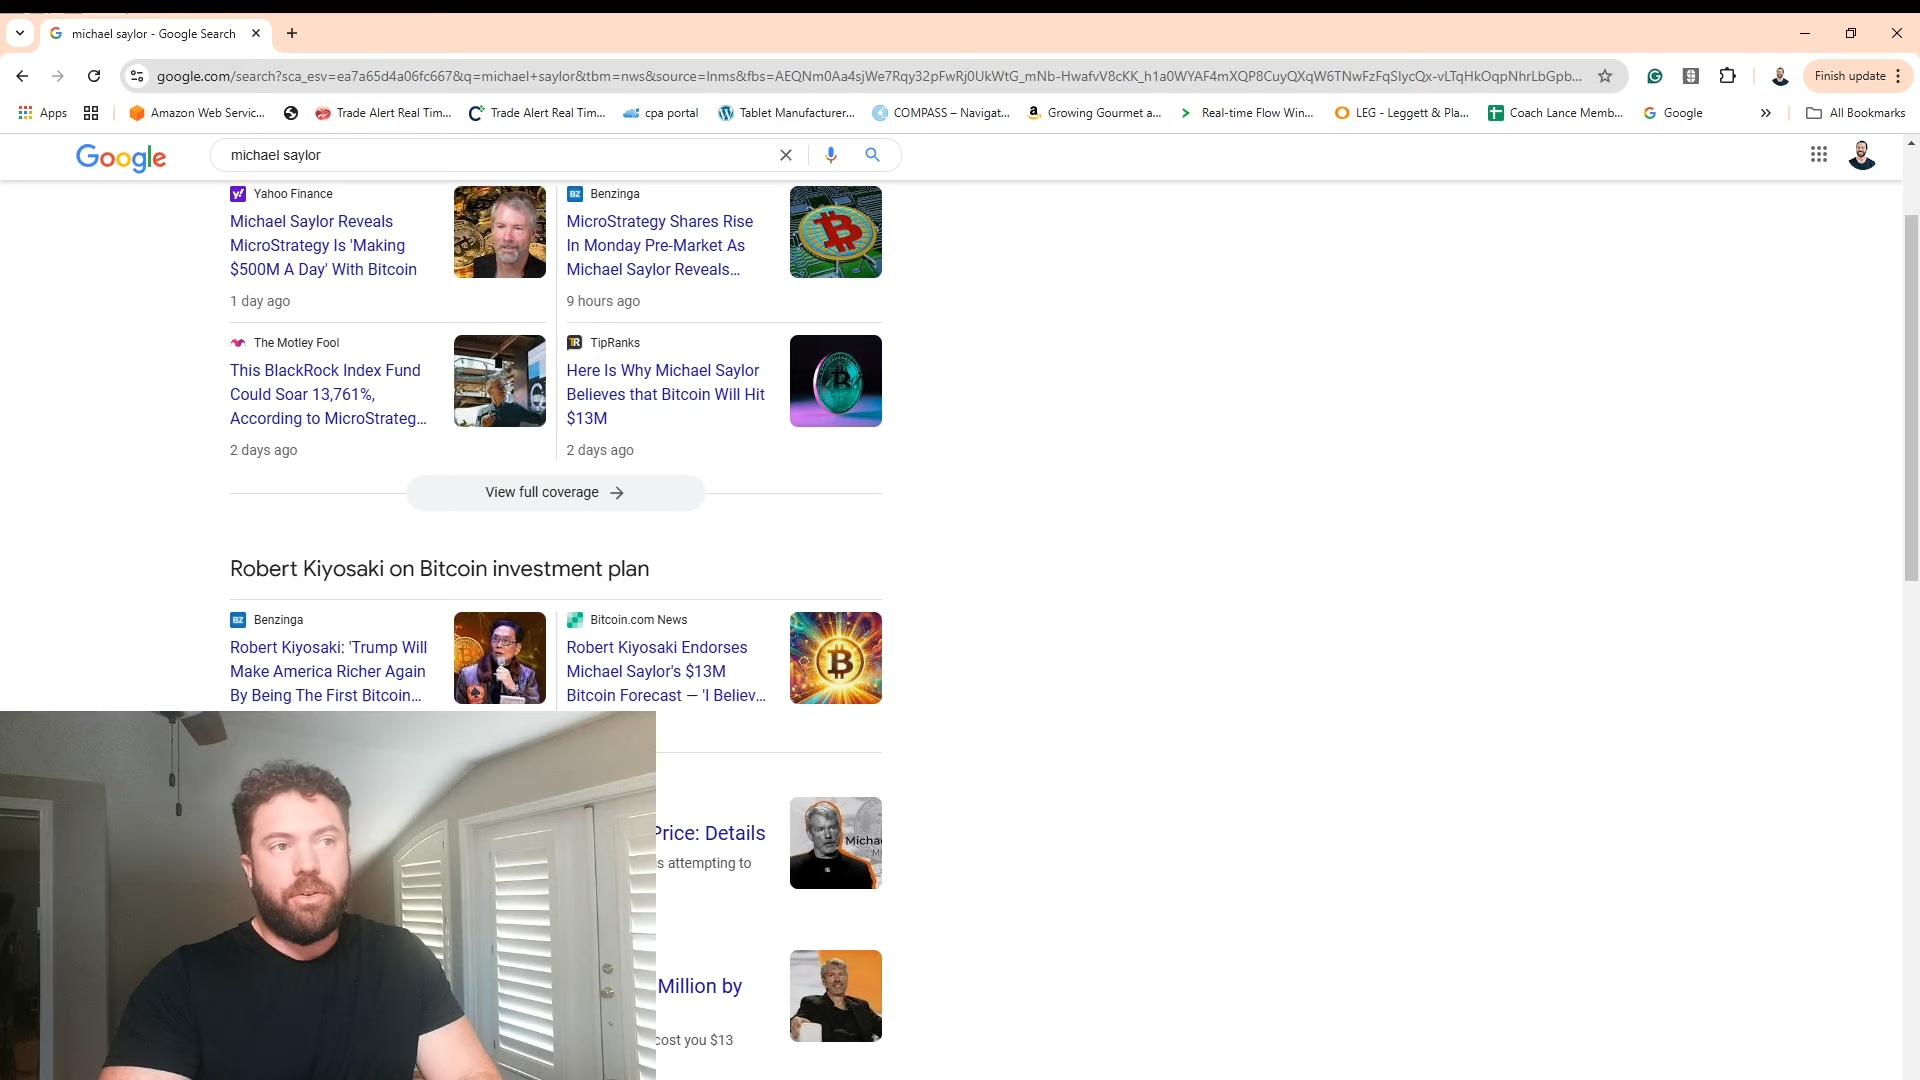 michael saylor - Google Search
google.com/search?sca_esv=ea7a65d4a06fc667&q=michael+saylor&tbm=nws&source=lnms&fbs=AEQNm0Aa4sjWe7Rqy32pFwRj0UkWtG_mNb-HwafvV8cKK_h1a0WYAF4mXQP8CuyQXqW6TNwFzFqSIycQx-vLTqHkOqpNhrLbGpb...
Finish update
Apps
Amazon Web Servic...
Trade Alert Real Tim...
Trade Alert Real Tim...
cpa portal
Tablet Manufacturer...
COMPASS – Navigat...
Growing Gourmet a...
Real-time Flow Win...
LEG - Leggett & Pla...
Coach Lance Memb...
Google
All Bookmarks
Google
michael saylor
Yahoo Finance
Michael Saylor Reveals
MicroStrategy Is 'Making
$500M A Day' With Bitcoin
1 day ago
Benzinga
MicroStrategy Shares Rise
In Monday Pre-Market As
Michael Saylor Reveals...
9 hours ago
The Motley Fool
This BlackRock Index Fund
Could Soar 13,761%,
According to MicroStrateg...
2 days ago
TipRanks
Here Is Why Michael Saylor
Believes that Bitcoin Will Hit
$13M
2 days ago
View full coverage
Robert Kiyosaki on Bitcoin investment plan
Benzinga
Robert Kiyosaki: 'Trump Will
Make America Richer Again
By Being The First Bitcoin...
Bitcoin.com News
Robert Kiyosaki Endorses
Michael Saylor's $13M
Bitcoin Forecast — 'I Believ...
Price: Details
s attempting to
Micha
Million by
cost you $13